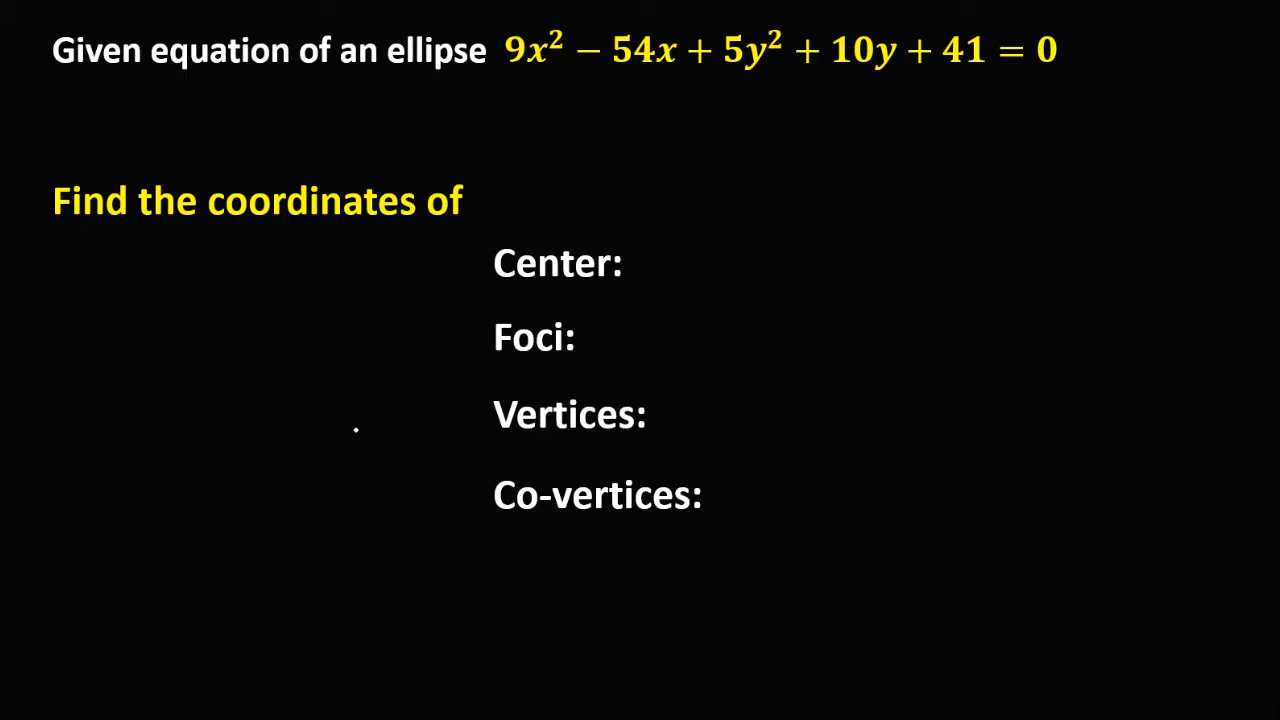 Given equation of an ellipse 9x² − 54x + 5y² + 10y + 41 = 0
Find the coordinates of
Center:
Foci:
Vertices:
Co-vertices: